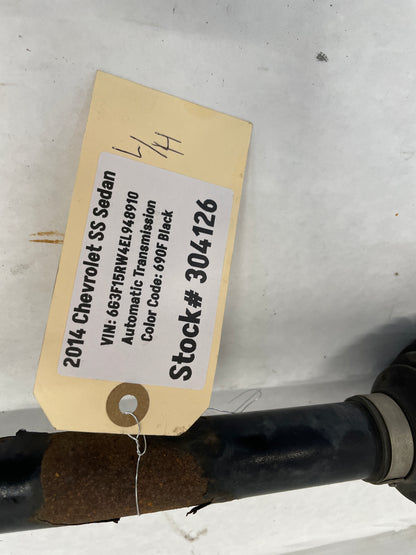 L/H
2014 Chevrolet SS Sedan
VIN: 6G3F15RW4EL948910
Automatic Transmission
Color Code: 690F Black
Stock# 304126